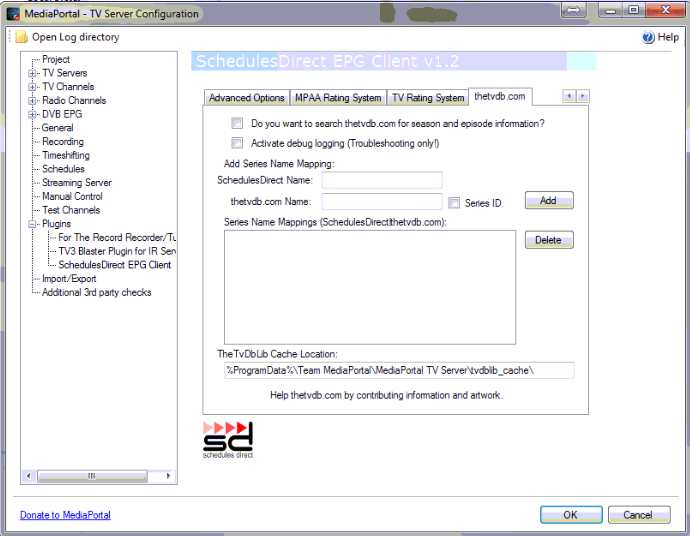 MediaPortal - TV Server Configuration
Open Log directory
Help
Project
TV Servers
TV Channels
Radio Channels
DVB EPG
General
Recording
Timeshifting
Schedules
Streaming Server
Manual Control
Test Channels
Plugins
For The Record Recorder/Tu
TV3 Blaster Plugin for IR Serv
SchedulesDirect EPG Client
Import/Export
Additional 3rd party checks
SchedulesDirect EPG Client v1.2
Advanced Options
MPAA Rating System
TV Rating System
thetvdb.com
Do you want to search thetvdb.com for season and episode information?
Activate debug logging (Troubleshooting only!)
Add Series Name Mapping:
SchedulesDirect Name:
thetvdb.com Name:
Series ID
Add
Series Name Mappings (SchedulesDirect|thetvdb.com):
Delete
TheTvDbLib Cache Location:
%ProgramData%\Team MediaPortal\MediaPortal TV Server\tvdblib_cache\
Help thetvdb.com by contributing information and artwork.
sd
schedules direct
Donate to MediaPortal
OK
Cancel